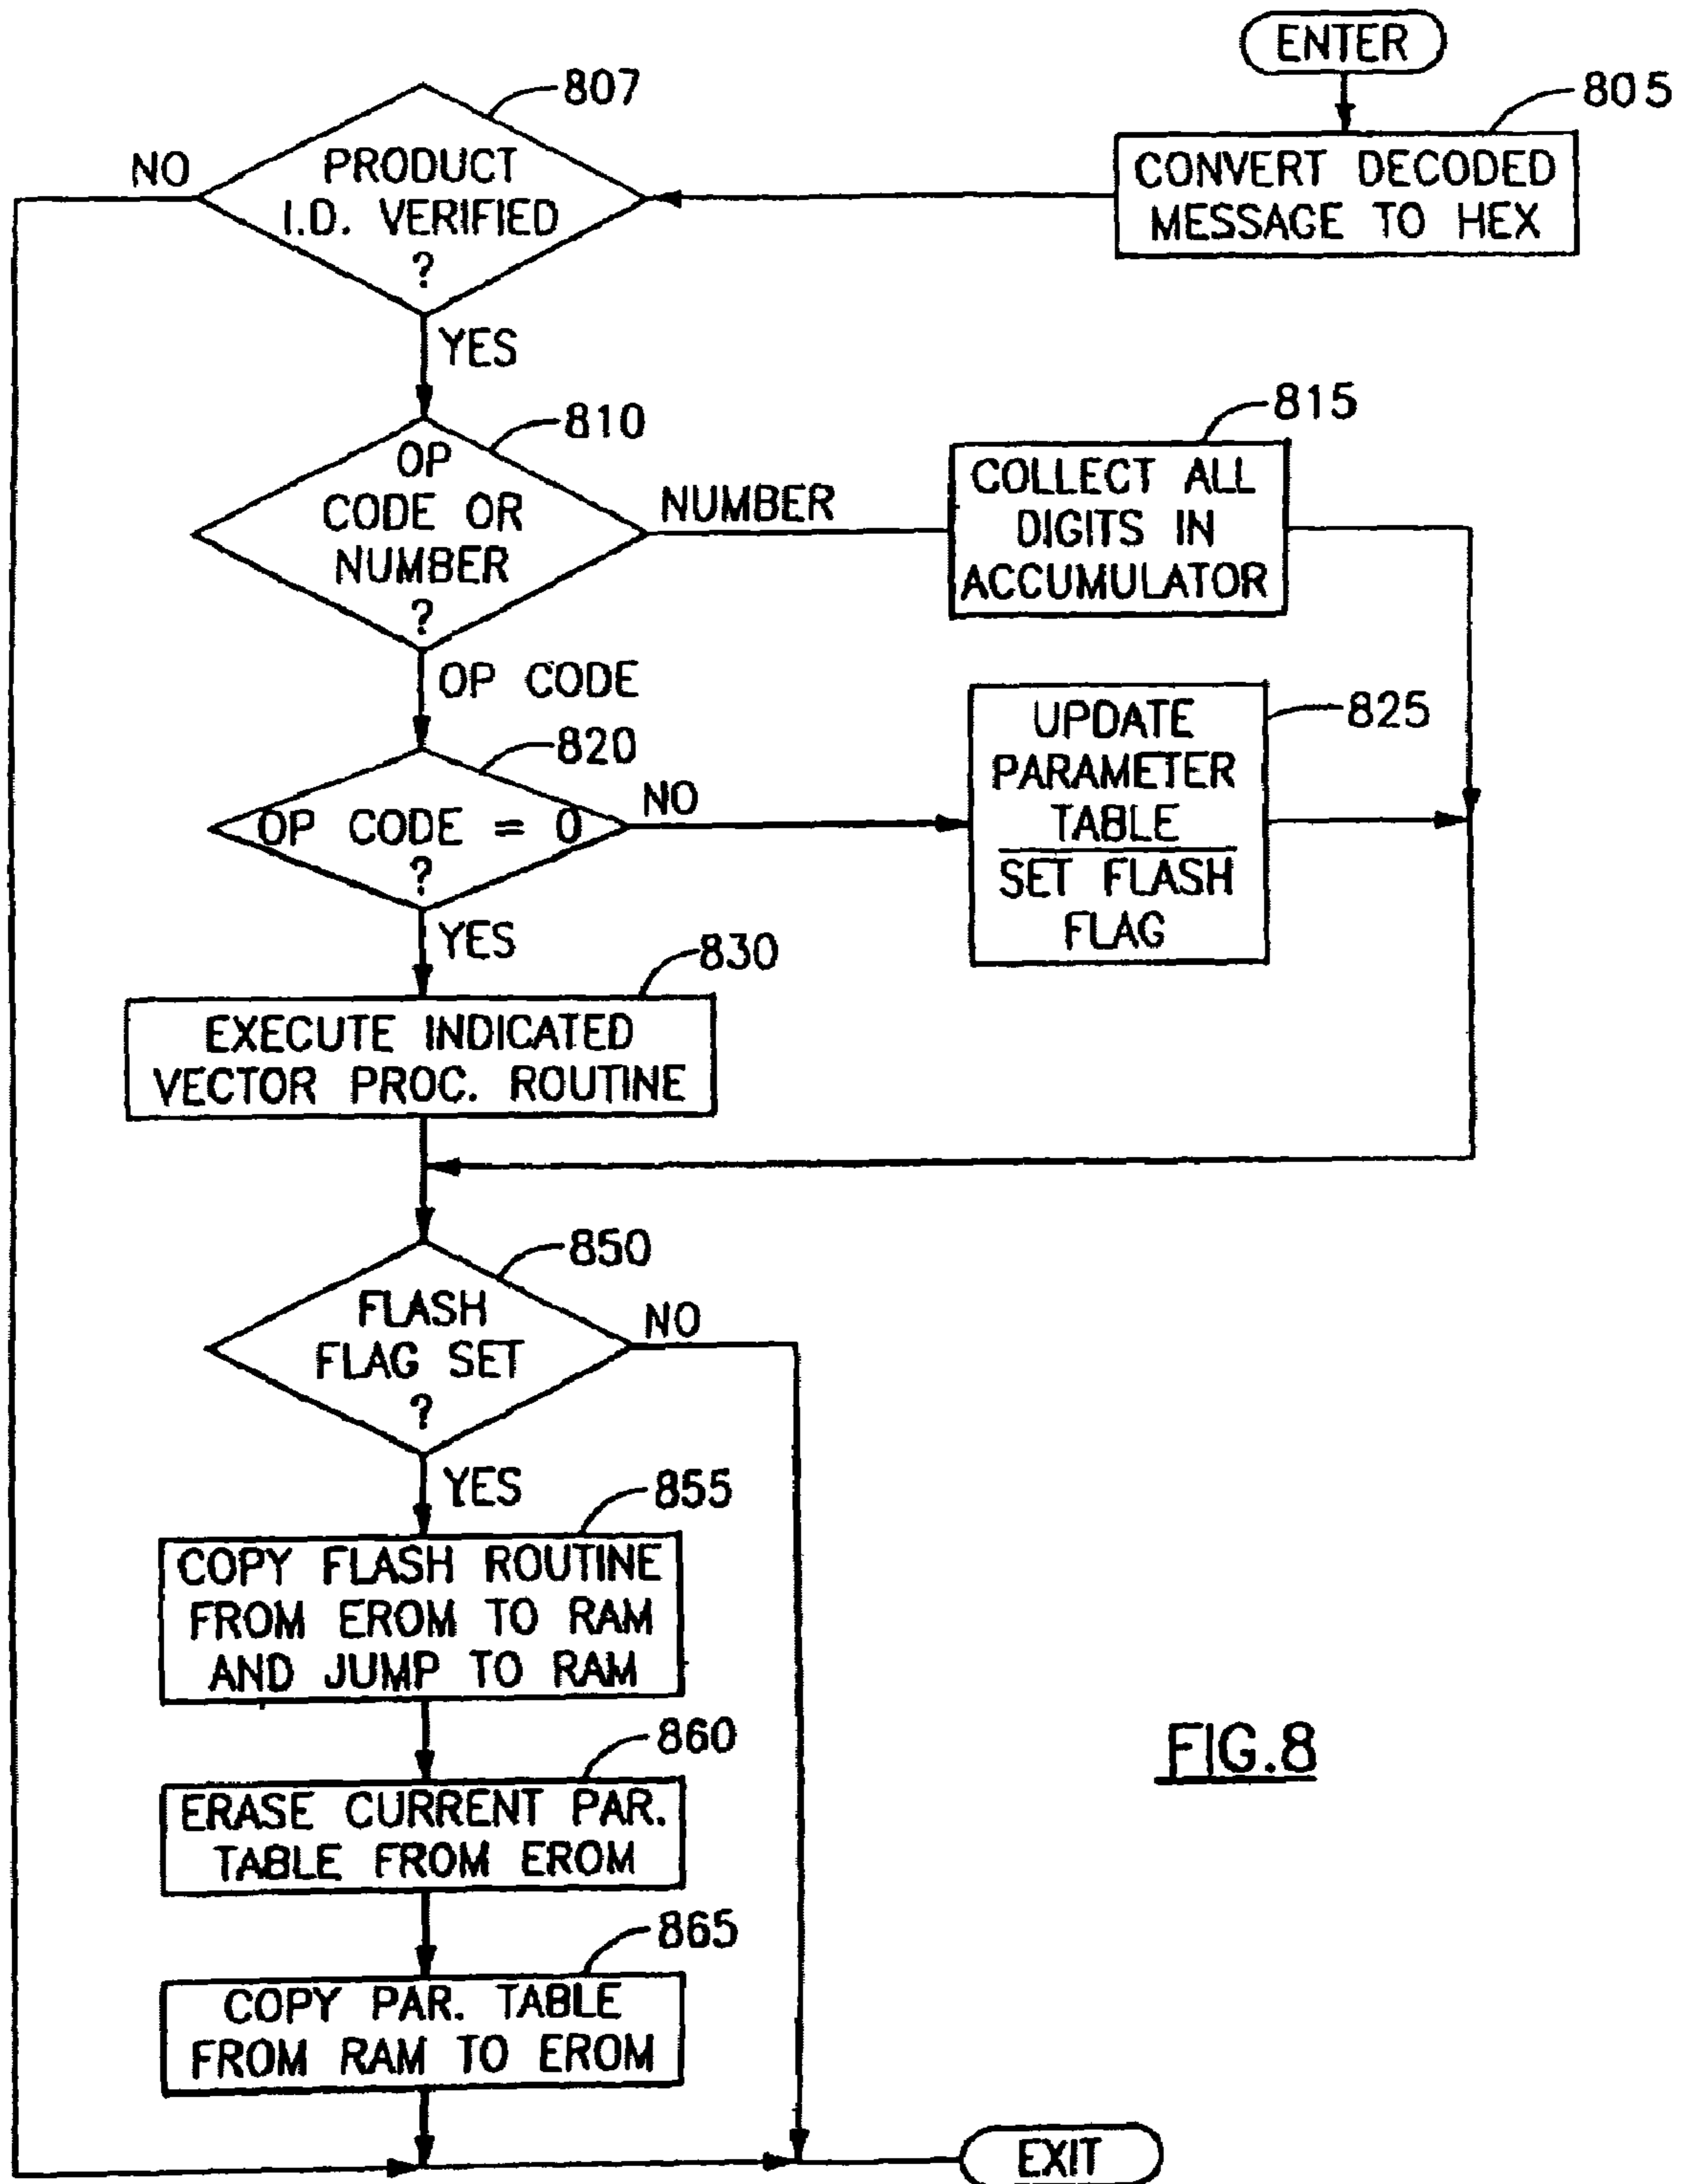 ENTER
805
CONVERT DECODED
MESSAGE TO HEX
807
PRODUCT
I.D. VERIFIED
?
NO
YES
810
OP
CODE OR
NUMBER
?
NUMBER
815
COLLECT ALL
DIGITS IN
ACCUMULATOR
OP CODE
820
OP CODE = 0
?
NO
825
UPDATE
PARAMETER
TABLE
SET FLASH
FLAG
YES
830
EXECUTE INDICATED
VECTOR PROC. ROUTINE
850
FLASH
FLAG SET
?
NO
YES
855
COPY FLASH ROUTINE
FROM EROM TO RAM
AND JUMP TO RAM
860
ERASE CURRENT PAR.
TABLE FROM EROM
865
COPY PAR. TABLE
FROM RAM TO EROM
EXIT
FIG.8